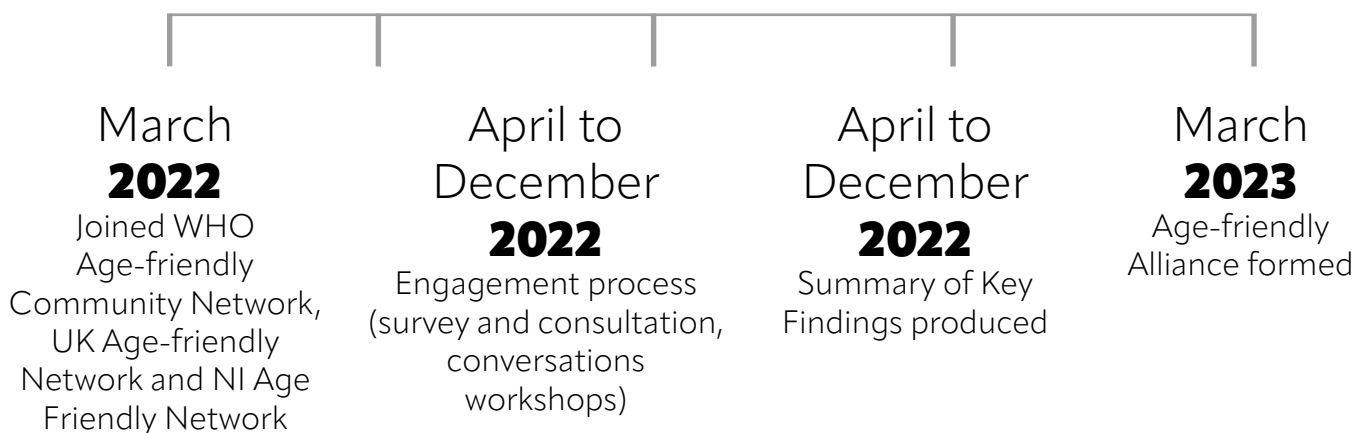 March
2022
Joined WHO
Age-friendly
Community Network,
UK Age-friendly
Network and NI Age
Friendly Network
April to
December
2022
Engagement process
(survey and consultation,
conversations
workshops)
April to
December
2022
Summary of Key
Findings produced
March
2023
Age-friendly
Alliance formed